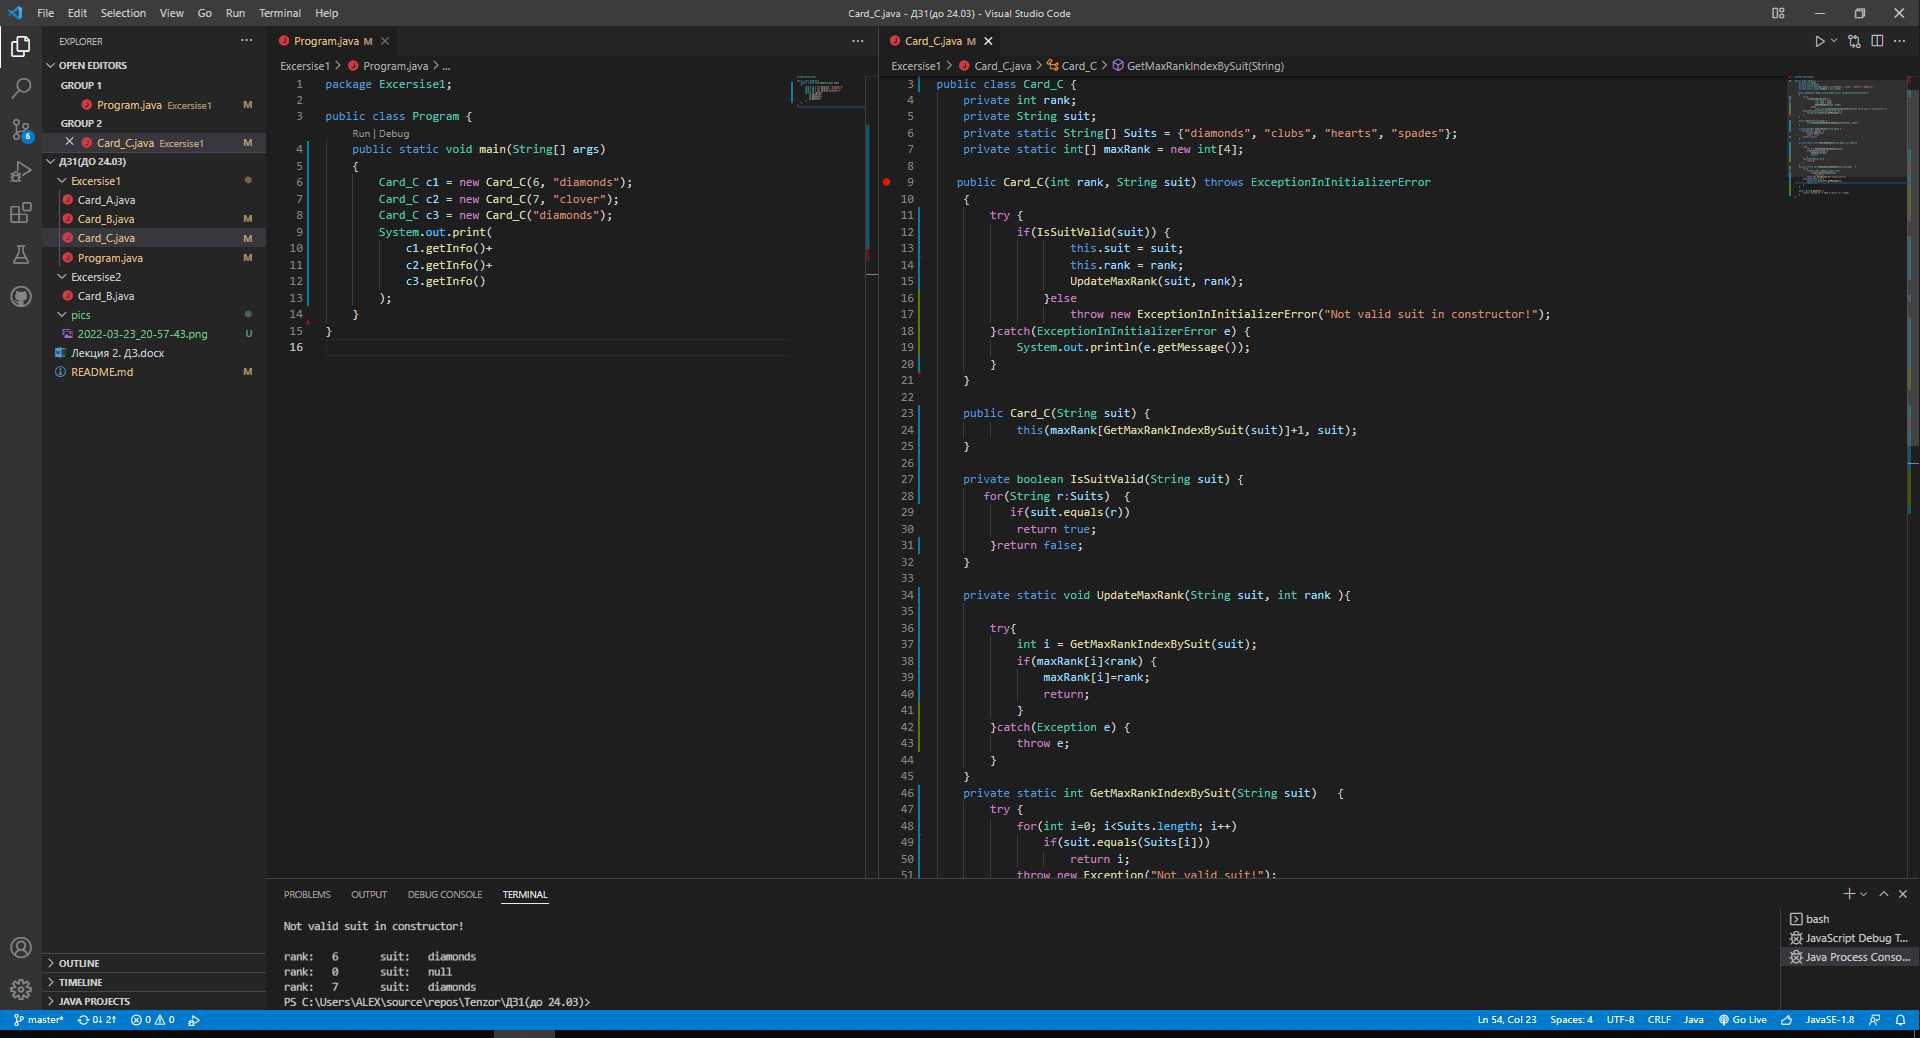 File Edit Selection View Go Run Terminal Help
Card_C.java - ДЗ1(до 24.03) - Visual Studio Code
EXPLORER
OPEN EDITORS
GROUP 1
Program.java Excersise1 M
GROUP 2
Card_C.java Excersise1 M
ДЗ1(ДО 24.03)
Excersise1
Card_A.java
Card_B.java M
Card_C.java M
Program.java M
Excersise2
Card_B.java
pics
2022-03-23_20-57-43.png U
Лекция 2. ДЗ.docx
README.md M
OUTLINE
TIMELINE
JAVA PROJECTS
6
Program.java M
Excersise1 > Program.java > ...
1 package Excersise1;
2
3 public class Program {
Run | Debug
4 public static void main(String[] args)
5 {
6 Card_C c1 = new Card_C(6, "diamonds");
7 Card_C c2 = new Card_C(7, "clover");
8 Card_C c3 = new Card_C("diamonds");
9 System.out.print(
10 c1.getInfo()+
11 c2.getInfo()+
12 c3.getInfo()
13 );
14 }
15 }
16
Card_C.java M
Excersise1 > Card_C.java > Card_C > GetMaxRankIndexBySuit(String)
3 public class Card_C {
4 private int rank;
5 private String suit;
6 private static String[] Suits = {"diamonds", "clubs", "hearts", "spades"};
7 private static int[] maxRank = new int[4];
8
9 public Card_C(int rank, String suit) throws ExceptionInInitializerError
10 {
11 try {
12 if(IsSuitValid(suit)) {
13 this.suit = suit;
14 this.rank = rank;
15 UpdateMaxRank(suit, rank);
16 }else
17 throw new ExceptionInInitializerError("Not valid suit in constructor!");
18 }catch(ExceptionInInitializerError e) {
19 System.out.println(e.getMessage());
20 }
21 }
22
23 public Card_C(String suit) {
24 this(maxRank[GetMaxRankIndexBySuit(suit)]+1, suit);
25 }
26
27 private boolean IsSuitValid(String suit) {
28 for(String r:Suits) {
29 if(suit.equals(r))
30 return true;
31 }return false;
32 }
33
34 private static void UpdateMaxRank(String suit, int rank ){
35
36 try{
37 int i = GetMaxRankIndexBySuit(suit);
38 if(maxRank[i]<rank) {
39 maxRank[i]=rank;
40 return;
41 }
42 }catch(Exception e) {
43 throw e;
44 }
45 }
46 private static int GetMaxRankIndexBySuit(String suit) {
47 try {
48 for(int i=0; i<Suits.length; i++)
49 if(suit.equals(Suits[i]))
50 return i;
51 throw new Exception("Not valid suit!");
PROBLEMS OUTPUT DEBUG CONSOLE TERMINAL
Not valid suit in constructor!
rank: 6 suit: diamonds
rank: 0 suit: null
rank: 7 suit: diamonds
PS C:\Users\ALEX\source\repos\Tenzor\ДЗ1(до 24.03)>
bash
JavaScript Debug T...
Java Process Conso...
master* 0↓ 2↑ 0 0
Ln 54, Col 23 Spaces: 4 UTF-8 CRLF Java Go Live JavaSE-1.8